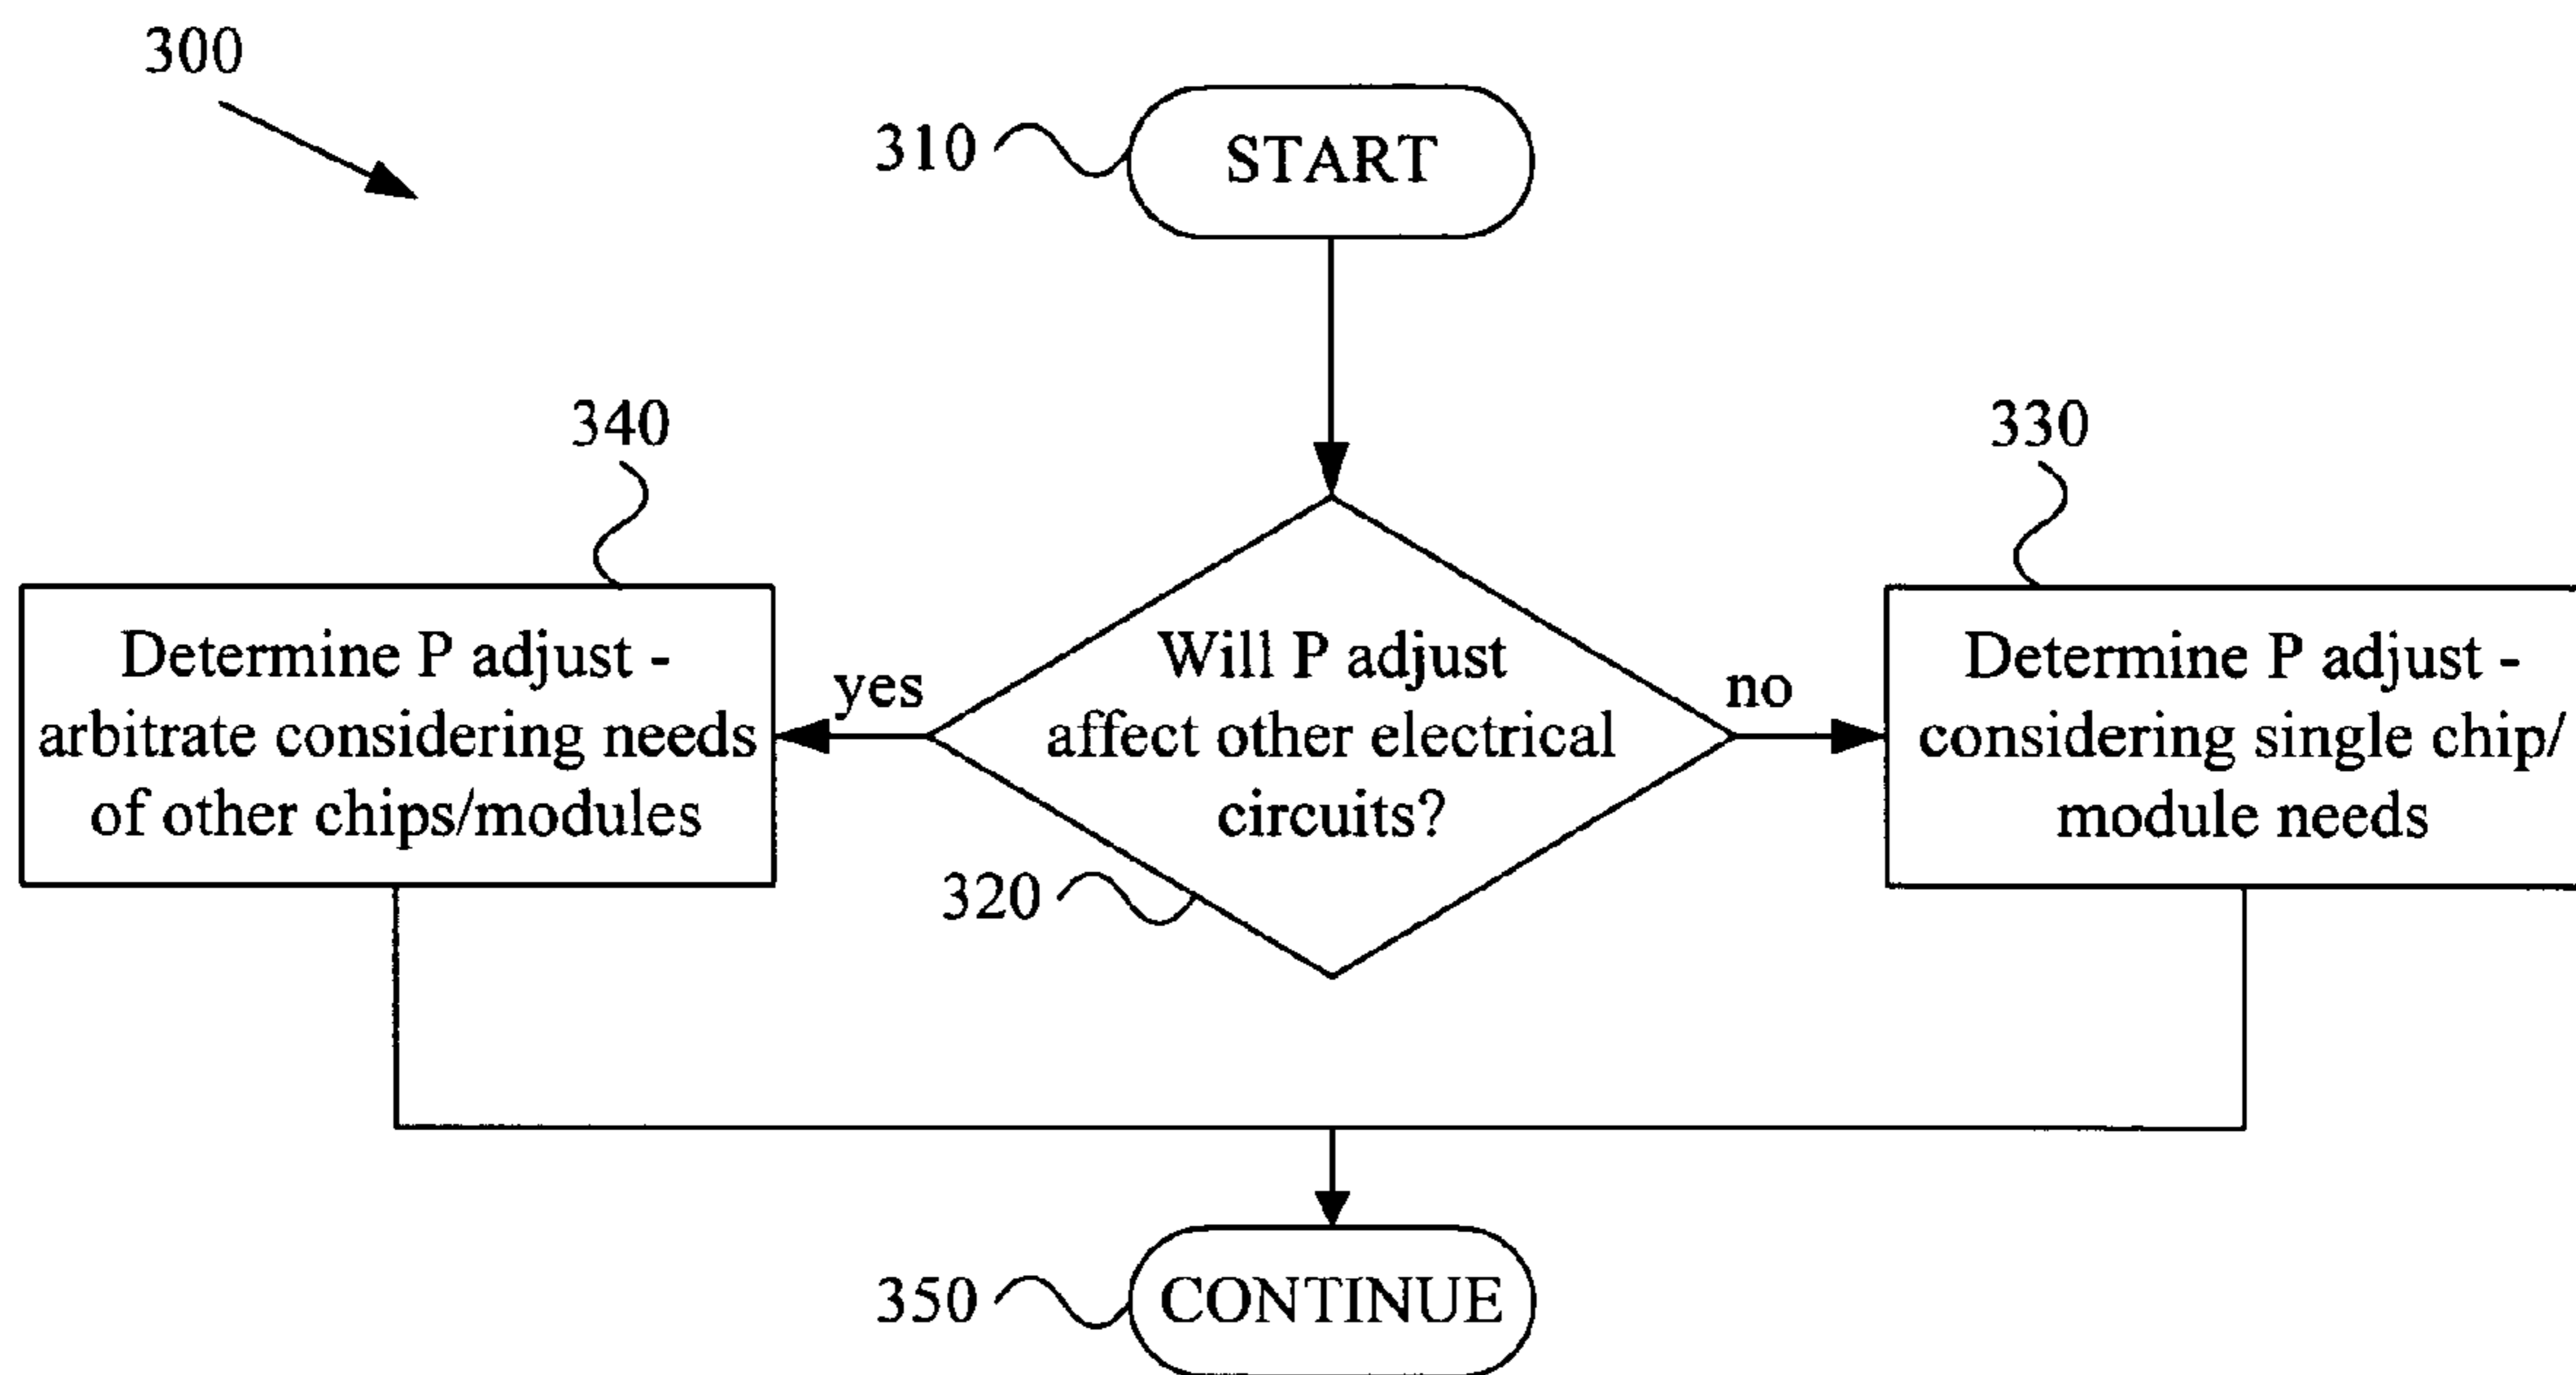 300
310
START
340
330
Determine P adjust -
arbitrate considering needs
of other chips/modules
yes
Will P adjust
affect other electrical
circuits?
no
Determine P adjust -
considering single chip/
module needs
320
350
CONTINUE